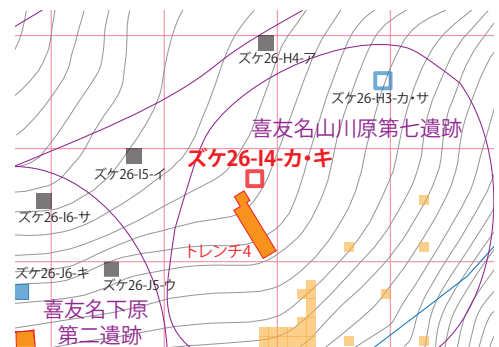 ズケ26-H4-ア
ズケ26-H3-カ・サ
喜友名山川原第七遺跡
ズケ26-I4-カ・キ
ズケ26-I5-イ
ズケ26-I6-サ
トレンチ4
ズケ26-J6-キ
ズケ26-J5-ウ
喜友名下原
第二遺跡